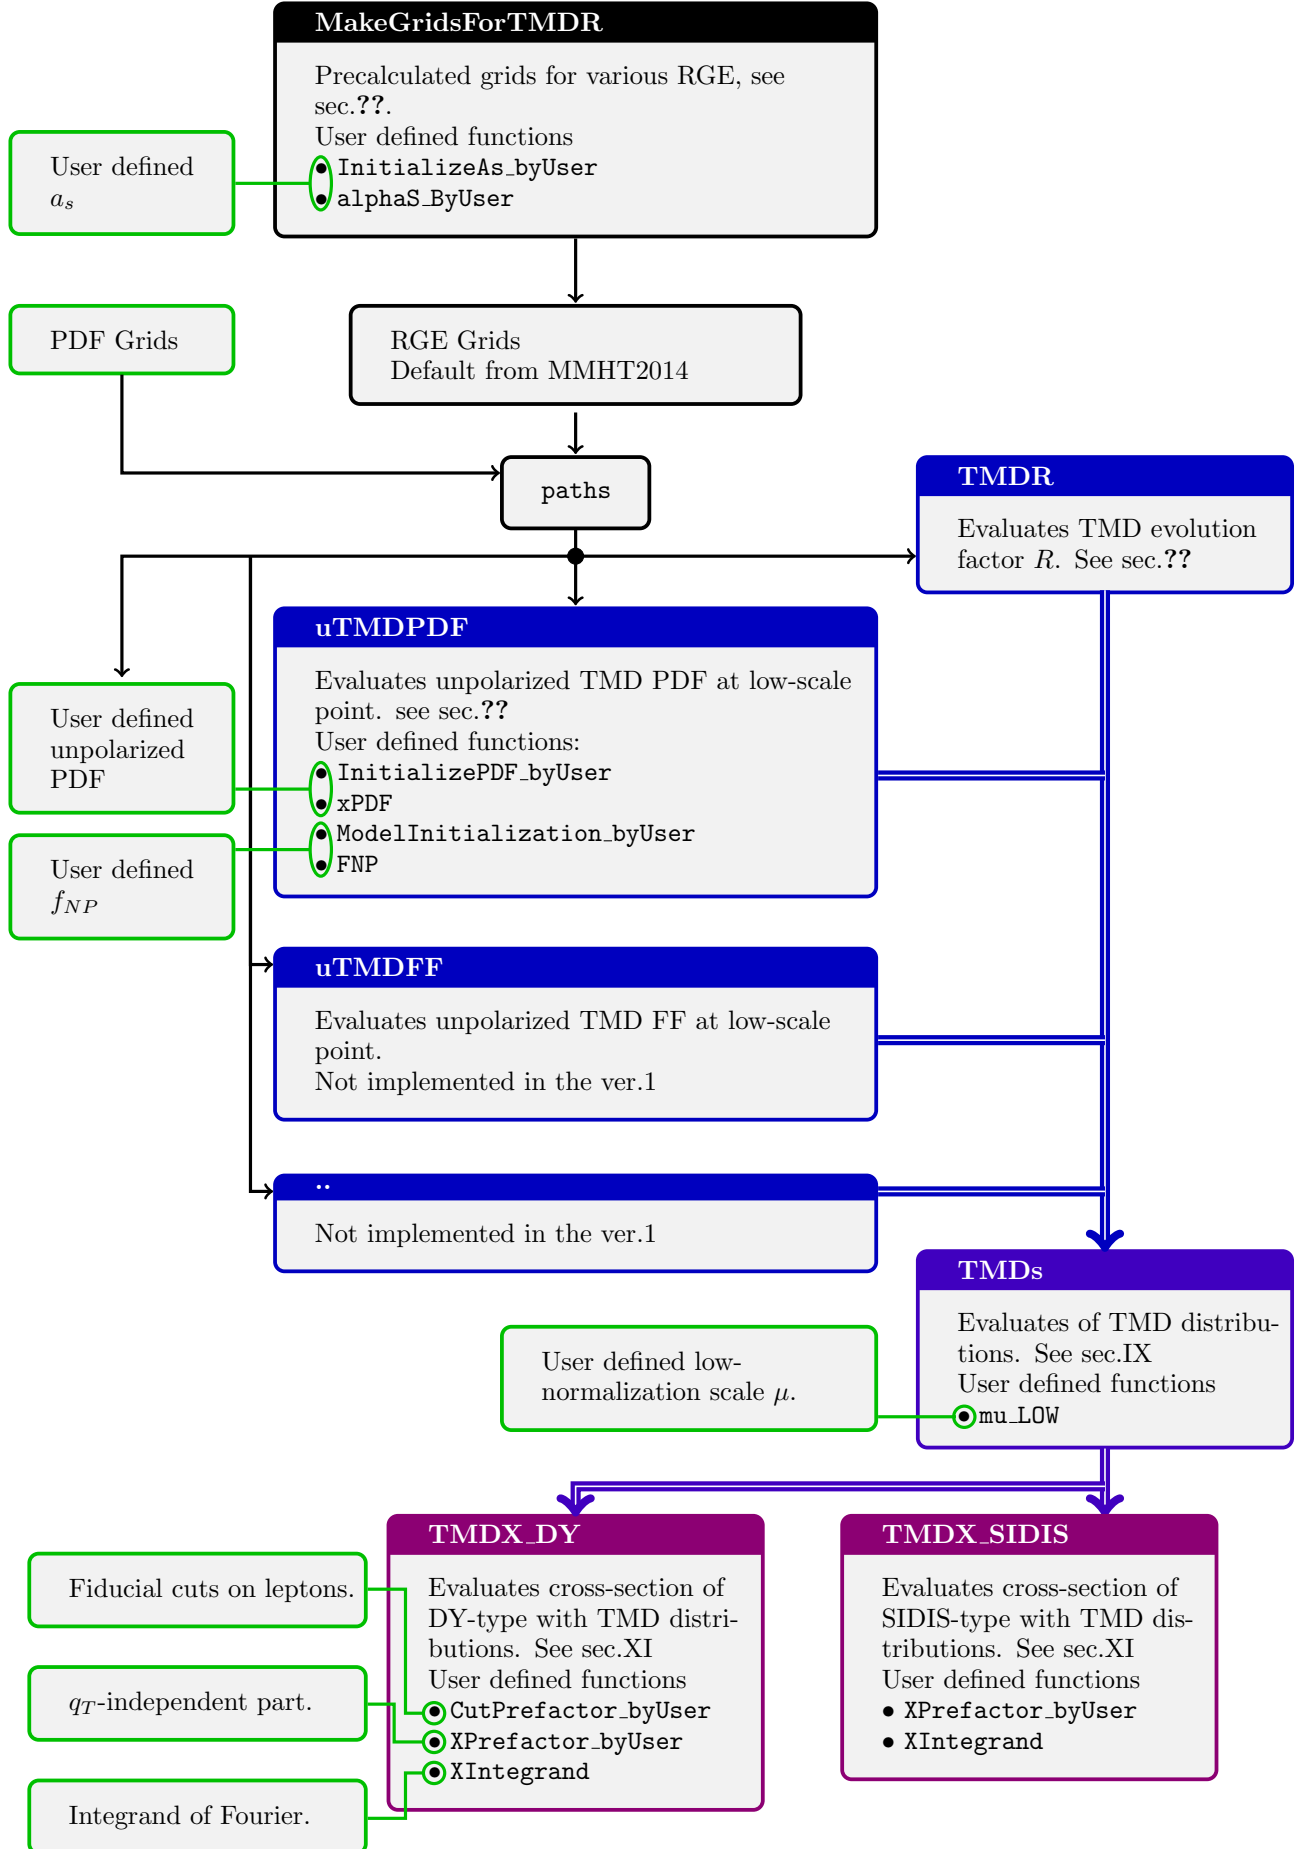 MakeGridsForTMDR
Precalculated grids for various RGE, see
sec.??.
User defined functions
• InitializeAs_byUser
• alphaS_ByUser
User defined
a_s
PDF Grids
RGE Grids
Default from MMHT2014
paths
TMDR
Evaluates TMD evolution
factor R. See sec.??
uTMDPDF
Evaluates unpolarized TMD PDF at low-scale
point. see sec.??
User defined functions:
• InitializePDF_byUser
• xPDF
• ModelInitialization_byUser
• FNP
User defined
unpolarized
PDF
User defined
f_{NP}
uTMDFF
Evaluates unpolarized TMD FF at low-scale
point.
Not implemented in the ver.1
..
Not implemented in the ver.1
TMDs
Evaluates of TMD distribu-
tions. See sec.IX
User defined functions
• mu_LOW
User defined low-
normalization scale μ.
TMDX_DY
Evaluates cross-section of
DY-type with TMD distri-
butions. See sec.XI
User defined functions
• CutPrefactor_byUser
• XPrefactor_byUser
• XIntegrand
TMDX_SIDIS
Evaluates cross-section of
SIDIS-type with TMD dis-
tributions. See sec.XI
User defined functions
• XPrefactor_byUser
• XIntegrand
Fiducial cuts on leptons.
q_T-independent part.
Integrand of Fourier.